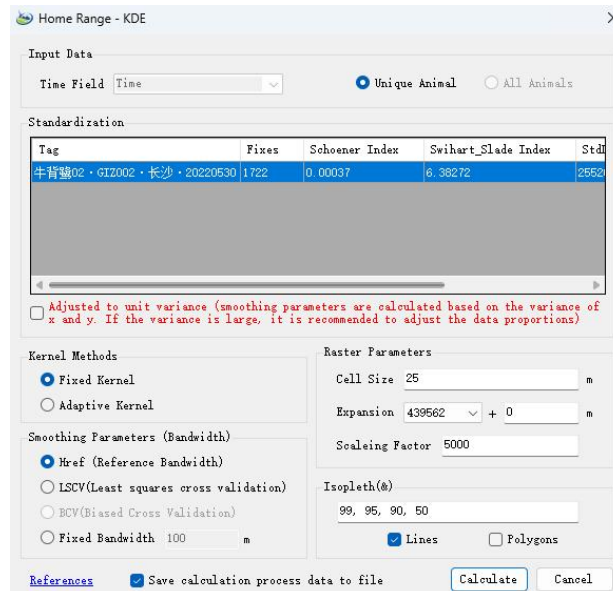 Home Range - KDE
Input Data
Time Field Time
Unique Animal
All Animals
Standardization
Tag Fixes Schoener Index Swihart_Slade Index StdD
牛背鹭02・GIZ002・长沙・20220530 1722 0.00037 6.38272 2552
Adjusted to unit variance (smoothing parameters are calculated based on the variance of
x and y. If the variance is large, it is recommended to adjust the data proportions)
Kernel Methods
Fixed Kernel
Adaptive Kernel
Smoothing Parameters (Bandwidth)
Href (Reference Bandwidth)
LSCV(Least squares cross validation)
BCV(Biased Cross Validation)
Fixed Bandwidth 100 m
Raster Parameters
Cell Size 25 m
Expansion 439562 + 0 m
Scaleing Factor 5000
Isopleth(&)
99, 95, 90, 50
Lines Polygons
References Save calculation process data to file Calculate Cancel